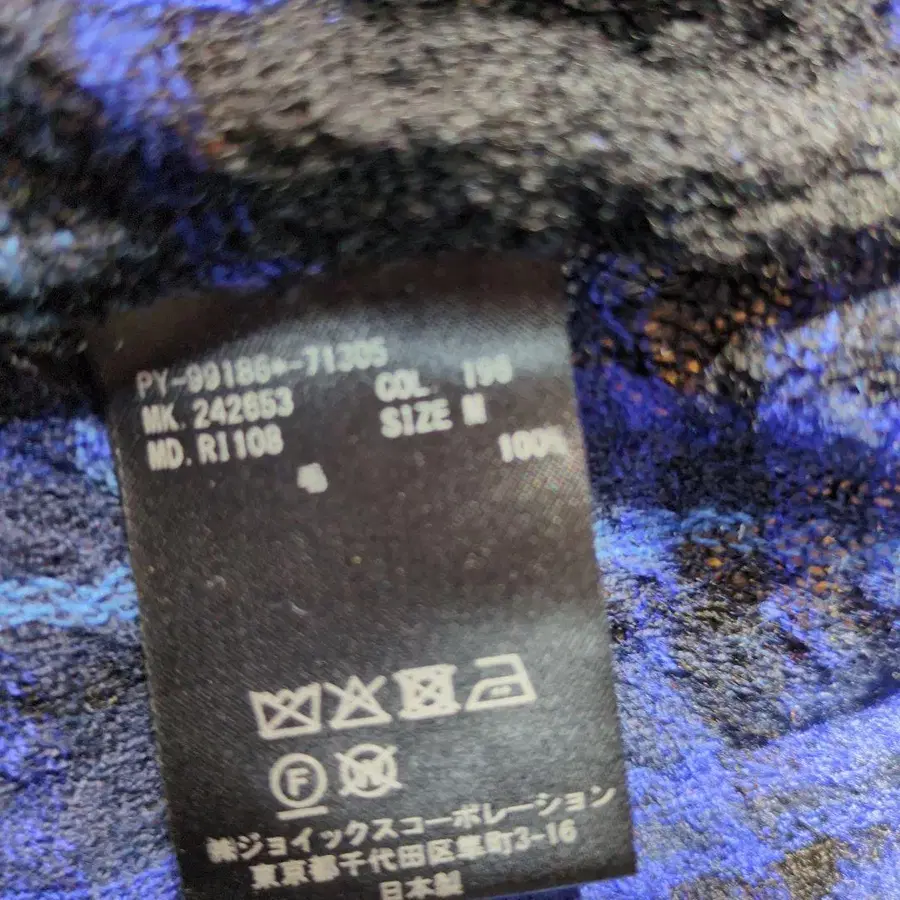 PY-99186*-71305
MK. 242653 COL. 198
MD. RI108 SIZE M
毛 100%
F
W
㈱ジョイックスコーポレーション
東京都千代田区隼町3-16
日本製